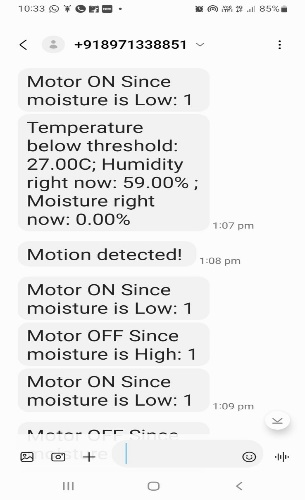 10:33
85%
+918971338851
Motor ON Since
moisture is Low: 1
Temperature
below threshold:
27.00C; Humidity
right now: 59.00% ;
Moisture right
now: 0.00%
1:07 pm
Motion detected!
1:08 pm
Motor ON Since
moisture is Low: 1
Motor OFF Since
moisture is High: 1
Motor ON Since
moisture is Low: 1
1:09 pm
Motor OFF Since